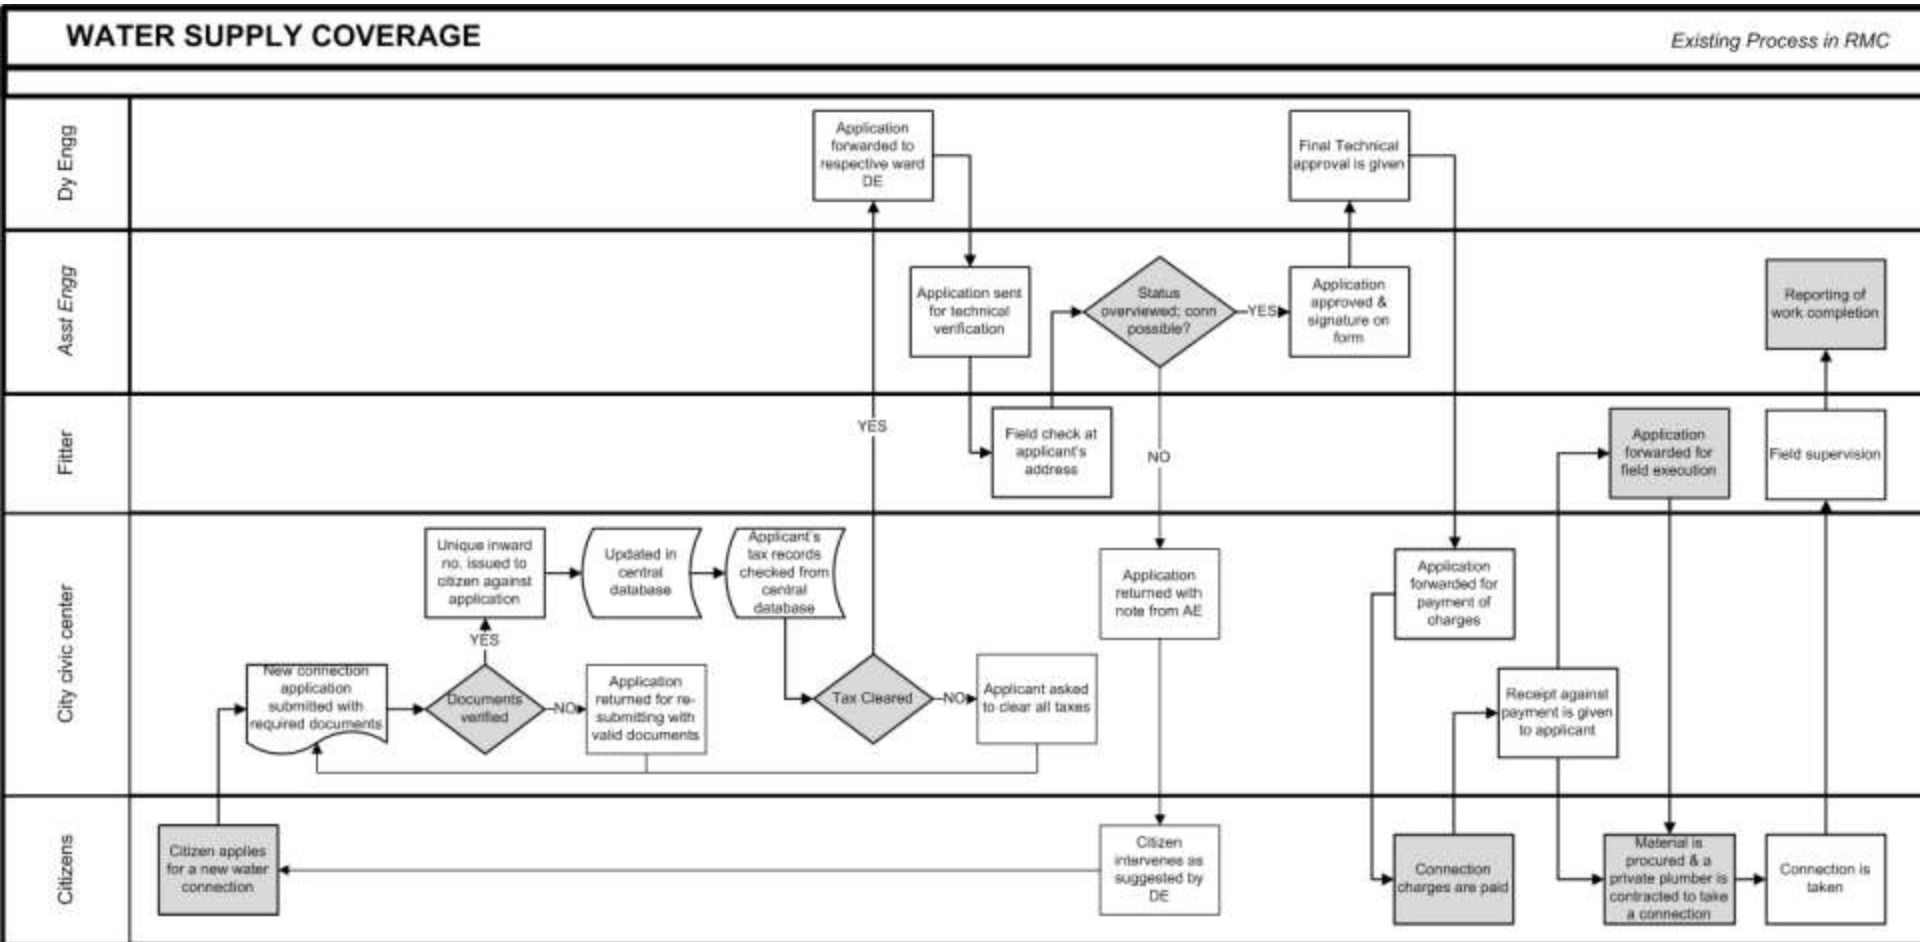 WATER SUPPLY COVERAGE
Existing Process in RMC
Dy Engg
Application
forwarded to
respective ward
DE
Final Technical
approval is given
Asst Engg
Application sent
for technical
verification
Status
overviewed; conn
possible?
YES
Application
approved &
signature on
form
Reporting of
work completion
Fitter
YES
Field check at
applicant's
address
NO
Application
forwarded for
field execution
Field supervision
City civic center
Unique inward
no. issued to
citizen against
application
Updated in
central
database
Applicant's
tax records
checked from
central
database
Application
returned with
note from AE
Application
forwarded for
payment of
charges
YES
New connection
application
submitted with
required documents
Documents
verified
NO
Application
returned for re-
submitting with
valid documents
Tax Cleared
NO
Applicant asked
to clear all taxes
Receipt against
payment is given
to applicant
Citizens
Citizen applies
for a new water
connection
Citizen
intervenes as
suggested by
DE
Connection
charges are paid
Material is
procured & a
private plumber is
contracted to take
a connection
Connection is
taken